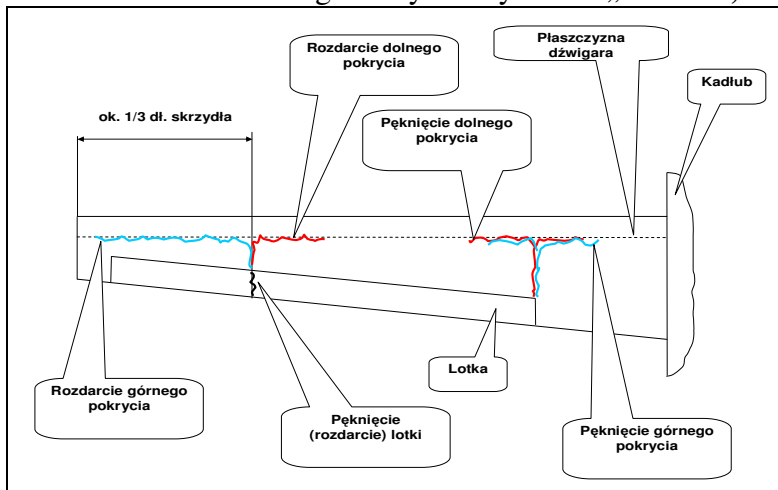 Rozdarcie dolnego
pokrycia
Płaszczyzna
dźwigara
Kadłub
ok. 1/3 dł. skrzydła
Pęknięcie dolnego
pokrycia
Lotka
Rozdarcie górnego
pokrycia
Pęknięcie
(rozdarcie) lotki
Pęknięcie górnego
pokrycia